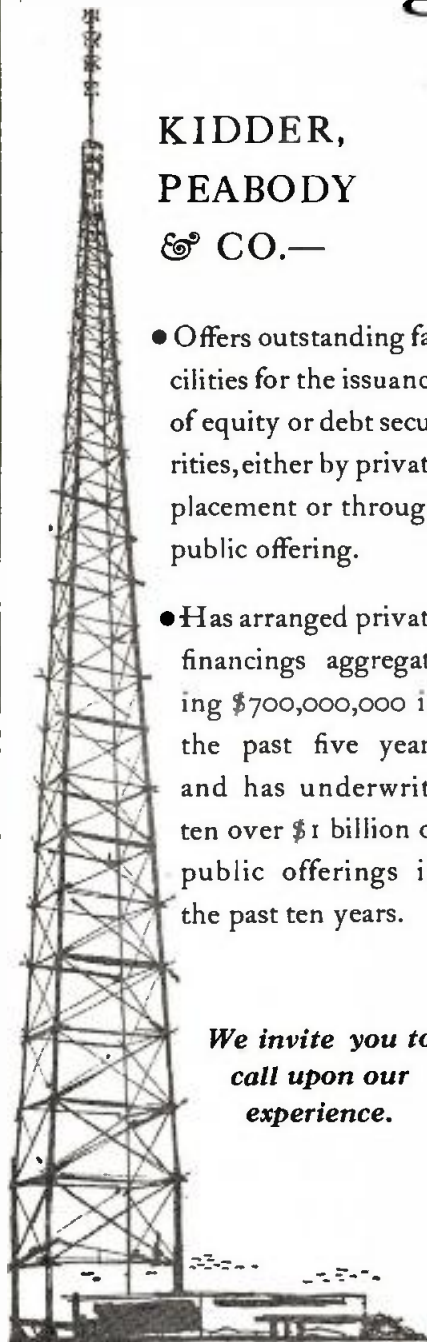 KIDDER,
PEABODY
& CO.—
● Offers outstanding fa
cilities for the issuanc
of equity or debt secu
rities, either by privat
placement or throug
public offering.
● Has arranged privat
financings aggregat
ing $700,000,000 i
the past five year
and has underwrit
ten over $1 billion o
public offerings i
the past ten years.
We invite you to
call upon our
experience.